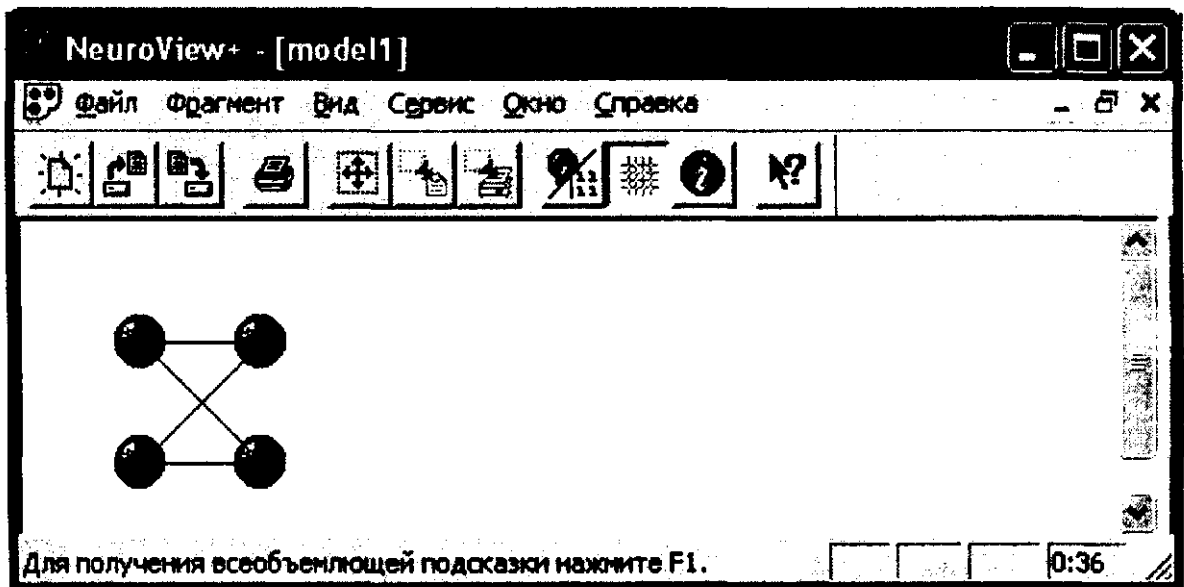 NeuroView+ - [model1]
Файл Фрагмент Вид Сервис Окно Справка
Для получения всеобъемлющей подсказки нажмите F1. 0:36